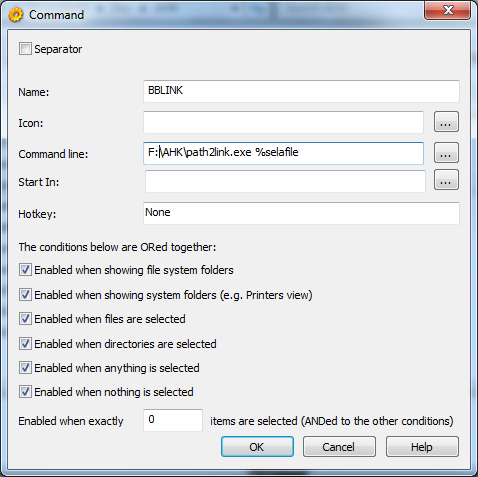 Command
Separator
Name: BBLINK
Icon: ...
Command line: F:\AHK\path2link.exe %selafile ...
Start In: ...
Hotkey: None
The conditions below are ORed together:
Enabled when showing file system folders
Enabled when showing system folders (e.g. Printers view)
Enabled when files are selected
Enabled when directories are selected
Enabled when anything is selected
Enabled when nothing is selected
Enabled when exactly 0 items are selected (ANDed to the other conditions)
OK Cancel Help